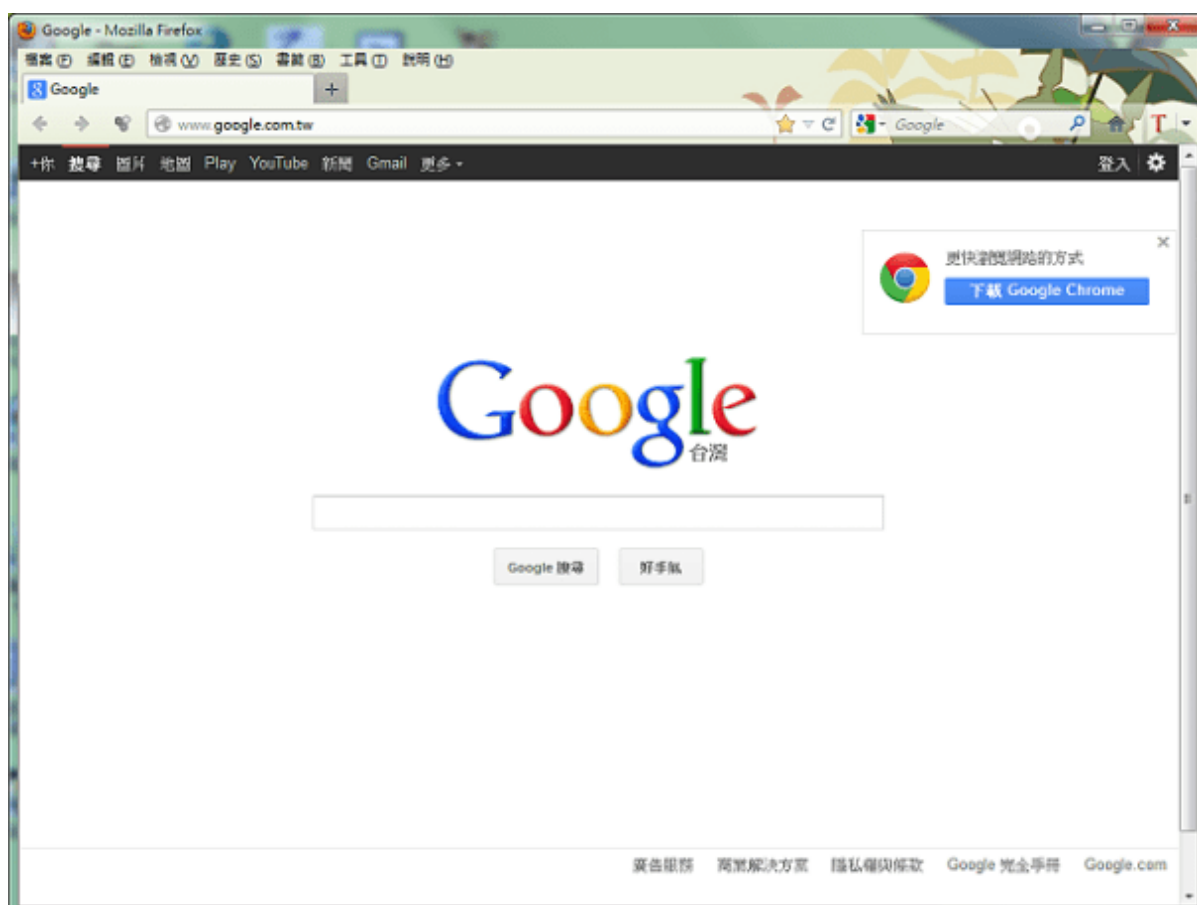 Google - Mozilla Firefox
檔案(F) 編輯(E) 檢視(V) 歷史(S) 書籤(B) 工具(T) 說明(H)
Google +
www.google.com.tw Google T
+你 搜尋 圖片 地圖 Play YouTube 新聞 Gmail 更多 登入
更快瀏覽網路的方式
下載 Google Chrome
Google
台灣
Google 搜尋 好手氣
廣告服務 商業解決方案 隱私權與條款 Google 完全手冊 Google.com